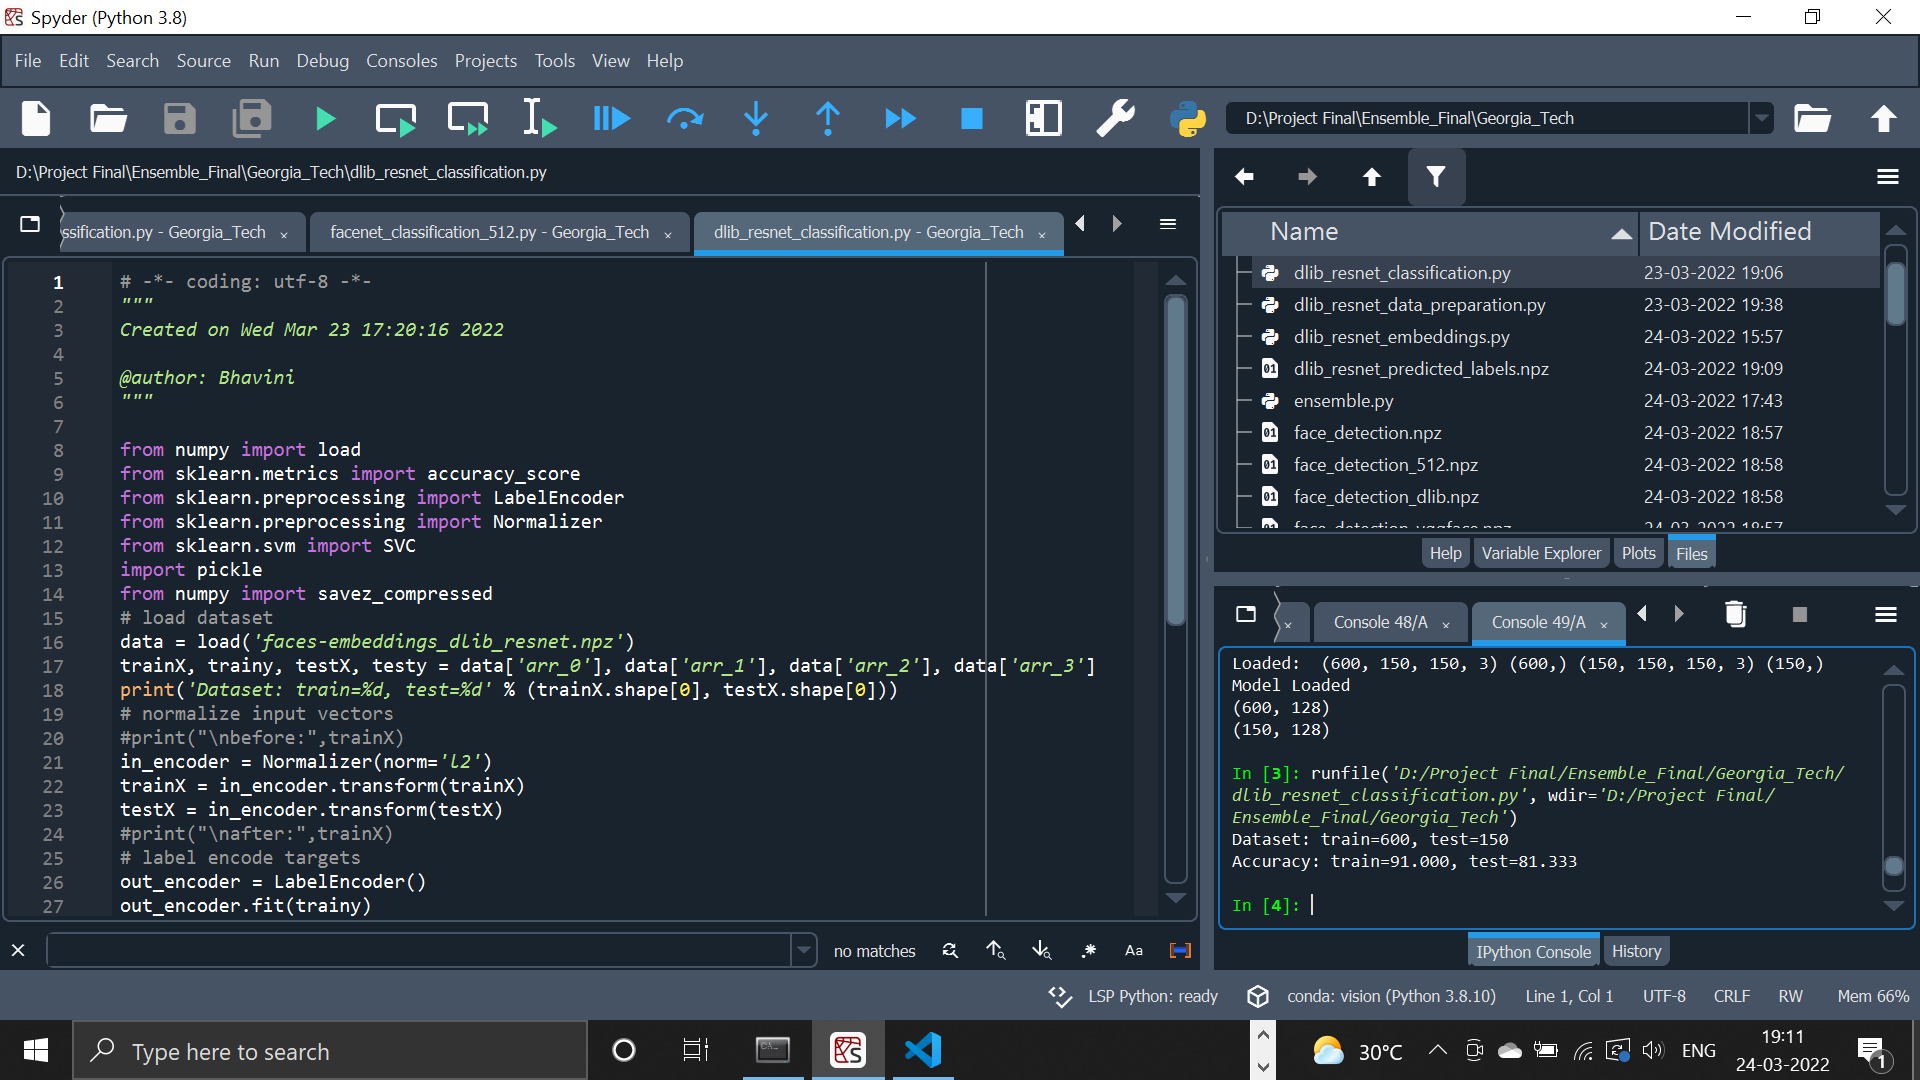 Spyder (Python 3.8)
File Edit Search Source Run Debug Consoles Projects Tools View Help
D:\Project Final\Ensemble_Final\Georgia_Tech
D:\Project Final\Ensemble_Final\Georgia_Tech\dlib_resnet_classification.py
ssification.py - Georgia_Tech
facenet_classification_512.py - Georgia_Tech
dlib_resnet_classification.py - Georgia_Tech
1 # -*- coding: utf-8 -*-
2 """
3 Created on Wed Mar 23 17:20:16 2022
4
5 @author: Bhavini
6 """
7
8 from numpy import load
9 from sklearn.metrics import accuracy_score
10 from sklearn.preprocessing import LabelEncoder
11 from sklearn.preprocessing import Normalizer
12 from sklearn.svm import SVC
13 import pickle
14 from numpy import savez_compressed
15 # load dataset
16 data = load('faces-embeddings_dlib_resnet.npz')
17 trainX, trainy, testX, testy = data['arr_0'], data['arr_1'], data['arr_2'], data['arr_3']
18 print('Dataset: train=%d, test=%d' % (trainX.shape[0], testX.shape[0]))
19 # normalize input vectors
20 #print("\nbefore:",trainX)
21 in_encoder = Normalizer(norm='l2')
22 trainX = in_encoder.transform(trainX)
23 testX = in_encoder.transform(testX)
24 #print("\nafter:",trainX)
25 # label encode targets
26 out_encoder = LabelEncoder()
27 out_encoder.fit(trainy)
no matches
Aa
Name Date Modified
dlib_resnet_classification.py 23-03-2022 19:06
dlib_resnet_data_preparation.py 23-03-2022 19:38
dlib_resnet_embeddings.py 24-03-2022 15:57
dlib_resnet_predicted_labels.npz 24-03-2022 19:09
ensemble.py 24-03-2022 17:43
face_detection.npz 24-03-2022 18:57
face_detection_512.npz 24-03-2022 18:58
face_detection_dlib.npz 24-03-2022 18:58
Help Variable Explorer Plots Files
Console 48/A Console 49/A
Loaded:  (600, 150, 150, 3) (600,) (150, 150, 150, 3) (150,)
Model Loaded
(600, 128)
(150, 128)
In [3]: runfile('D:/Project Final/Ensemble_Final/Georgia_Tech/
dlib_resnet_classification.py', wdir='D:/Project Final/
Ensemble_Final/Georgia_Tech')
Dataset: train=600, test=150
Accuracy: train=91.000, test=81.333
In [4]:
IPython Console History
LSP Python: ready conda: vision (Python 3.8.10) Line 1, Col 1 UTF-8 CRLF RW Mem 66%
Type here to search
30°C
ENG
19:11
24-03-2022
1